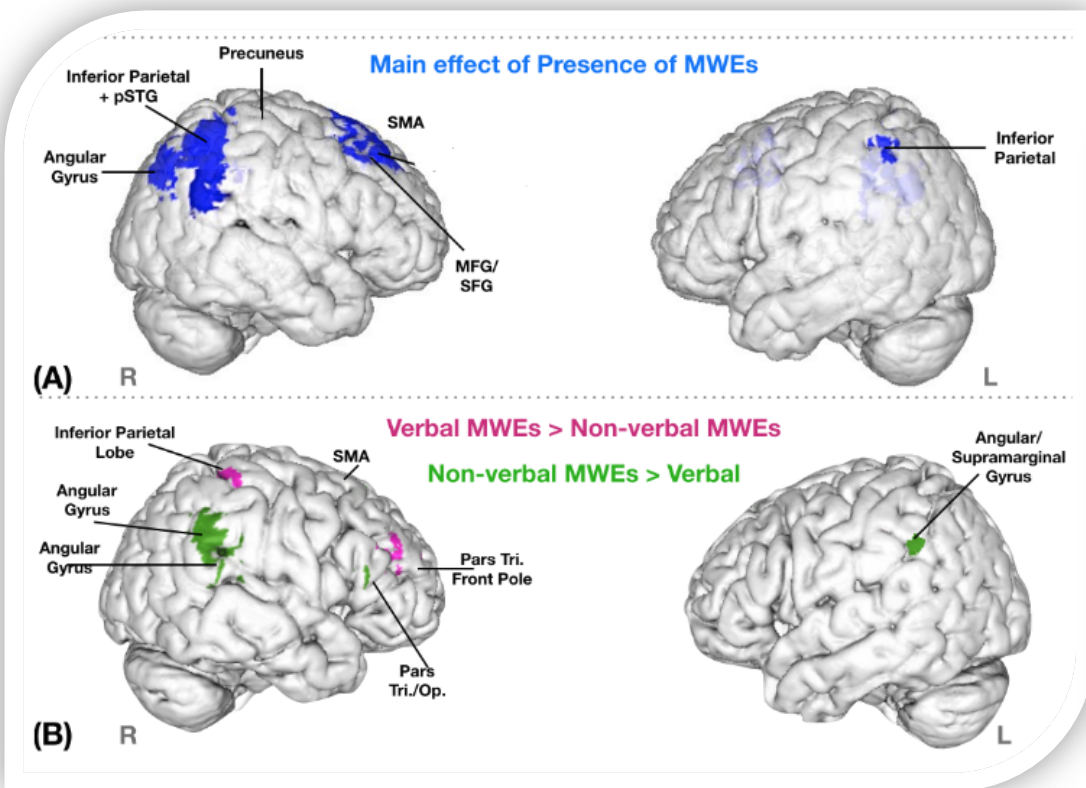 Precuneus
Main effect of Presence of MWEs
Inferior Parietal
+ pSTG
SMA
Angular
Gyrus
Inferior
Parietal
MFG/
SFG
(A)
R
L
Verbal MWEs > Non-verbal MWEs
Non-verbal MWEs > Verbal
Inferior Parietal
Lobe
SMA
Angular/
Supramarginal
Gyrus
Angular
Gyrus
Angular
Gyrus
Pars Tri.
Front Pole
Pars
Tri./Op.
(B)
R
L